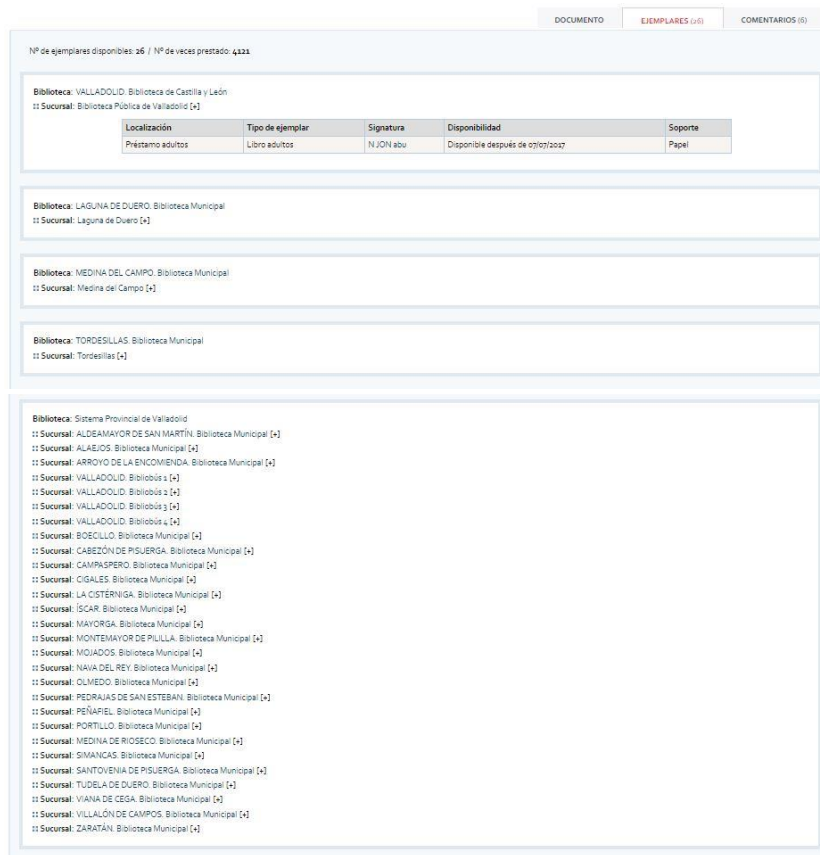 DOCUMENTO EJEMPLARES (26) COMENTARIOS (6)
Nº de ejemplares disponibles: 26 / Nº de veces prestado: 4121
Biblioteca: VALLADOLID. Biblioteca de Castilla y León
:: Sucursal: Biblioteca Pública de Valladolid [+]
Localización Tipo de ejemplar Signatura Disponibilidad Soporte
Préstamo adultos Libro adultos N JON abu Disponible después de 07/07/2017 Papel
Biblioteca: LAGUNA DE DUERO. Biblioteca Municipal
:: Sucursal: Laguna de Duero [+]
Biblioteca: MEDINA DEL CAMPO. Biblioteca Municipal
:: Sucursal: Medina del Campo [+]
Biblioteca: TORDESILLAS. Biblioteca Municipal
:: Sucursal: Tordesillas [+]
Biblioteca: Sistema Provincial de Valladolid
:: Sucursal: ALDEAMAYOR DE SAN MARTÍN. Biblioteca Municipal [+]
:: Sucursal: ALAEJOS. Biblioteca Municipal [+]
:: Sucursal: ARROYO DE LA ENCOMIENDA. Biblioteca Municipal [+]
:: Sucursal: VALLADOLID. Bibliobús 1 [+]
:: Sucursal: VALLADOLID. Bibliobús 2 [+]
:: Sucursal: VALLADOLID. Bibliobús 3 [+]
:: Sucursal: VALLADOLID. Bibliobús 4 [+]
:: Sucursal: BOECILLO. Biblioteca Municipal [+]
:: Sucursal: CABEZÓN DE PISUERGA. Biblioteca Municipal [+]
:: Sucursal: CAMPASPERO. Biblioteca Municipal [+]
:: Sucursal: CIGALES. Biblioteca Municipal [+]
:: Sucursal: LA CISTÉRNIGA. Biblioteca Municipal [+]
:: Sucursal: ÍSCAR. Biblioteca Municipal [+]
:: Sucursal: MAYORGA. Biblioteca Municipal [+]
:: Sucursal: MONTEMAYOR DE PILILLA. Biblioteca Municipal [+]
:: Sucursal: MOJADOS. Biblioteca Municipal [+]
:: Sucursal: NAVA DEL REY. Biblioteca Municipal [+]
:: Sucursal: OLMEDO. Biblioteca Municipal [+]
:: Sucursal: PEDRAJAS DE SAN ESTEBAN. Biblioteca Municipal [+]
:: Sucursal: PEÑAFIEL. Biblioteca Municipal [+]
:: Sucursal: PORTILLO. Biblioteca Municipal [+]
:: Sucursal: MEDINA DE RIOSECO. Biblioteca Municipal [+]
:: Sucursal: SIMANCAS. Biblioteca Municipal [+]
:: Sucursal: SANTOVENIA DE PISUERGA. Biblioteca Municipal [+]
:: Sucursal: TUDELA DE DUERO. Biblioteca Municipal [+]
:: Sucursal: VIANA DE CEGA. Biblioteca Municipal [+]
:: Sucursal: VILLALÓN DE CAMPOS. Biblioteca Municipal [+]
:: Sucursal: ZARATÁN. Biblioteca Municipal [+]